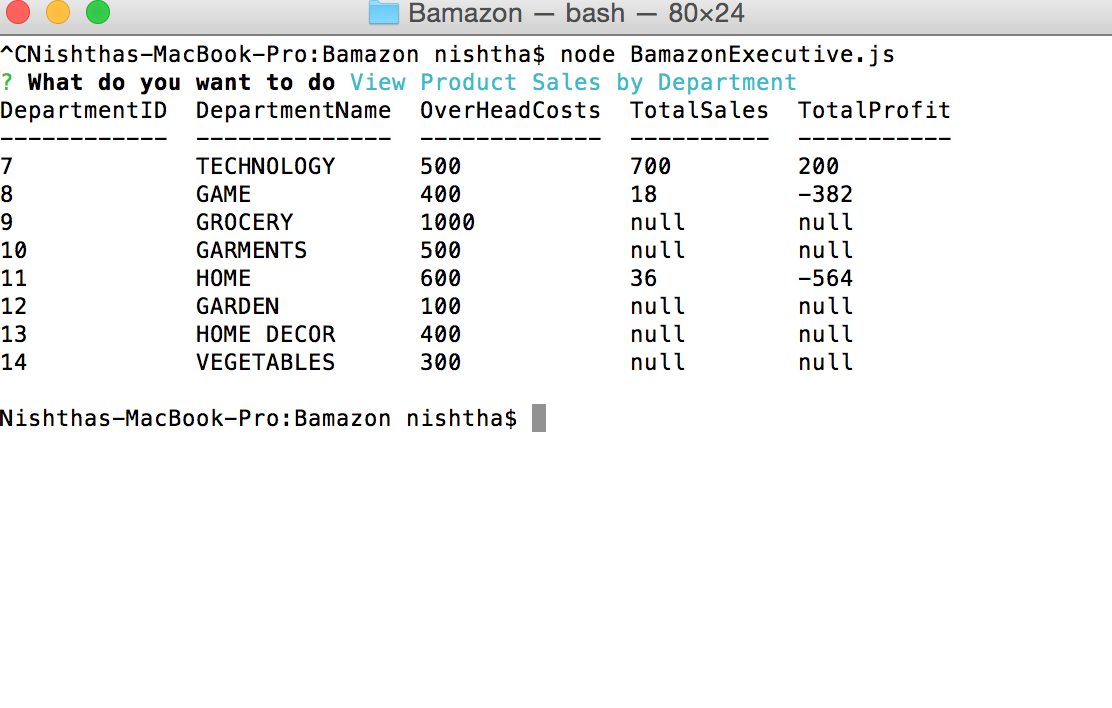 Bamazon — bash — 80×24
^CNishthas-MacBook-Pro:Bamazon nishtha$ node BamazonExecutive.js
? What do you want to do View Product Sales by Department
DepartmentID  DepartmentName  OverHeadCosts  TotalSales  TotalProfit
------------  --------------  -------------  ----------  -----------
7             TECHNOLOGY      500            700         200
8             GAME            400            18          -382
9             GROCERY         1000           null        null
10            GARMENTS        500            null        null
11            HOME            600            36          -564
12            GARDEN          100            null        null
13            HOME DECOR      400            null        null
14            VEGETABLES      300            null        null
Nishthas-MacBook-Pro:Bamazon nishtha$